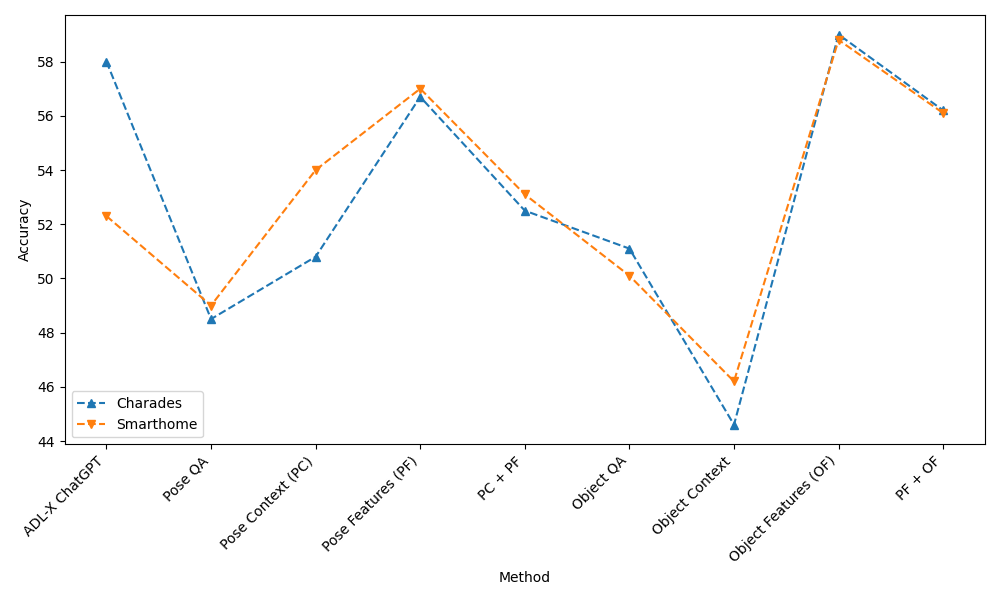 58
56
54
52
50
48
46
44
Accuracy
Charades
Smarthome
ADL-X ChatGPT
Pose QA
Pose Context (PC)
Pose Features (PF)
PC + PF
Object QA
Object Context
Object Features (OF)
PF + OF
Method